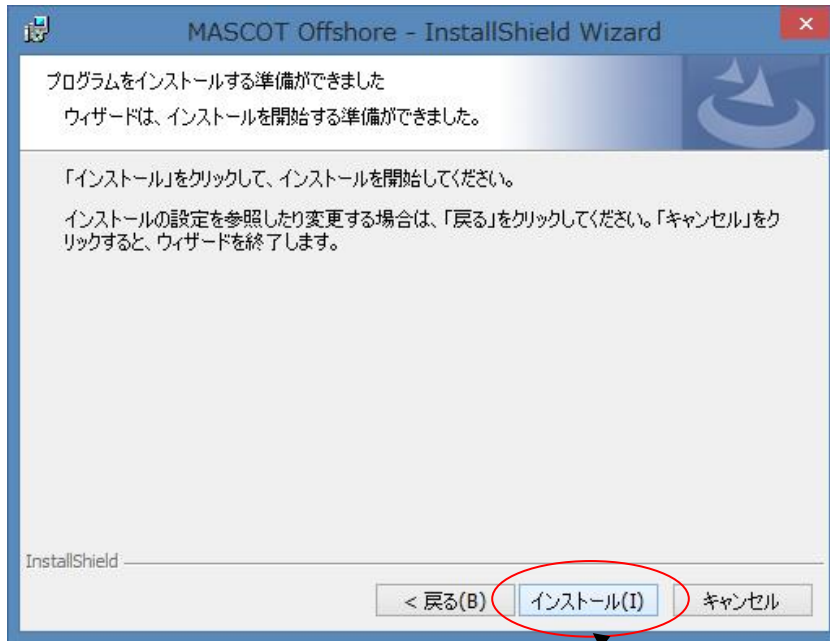 MASCOT Offshore - InstallShield Wizard
プログラムをインストールする準備ができました
ウィザードは、インストールを開始する準備ができました。
「インストール」をクリックして、インストールを開始してください。
インストールの設定を参照したり変更する場合は、「戻る」をクリックしてください。「キャンセル」をク
リックすると、ウィザードを終了します。
InstallShield
< 戻る(B)
インストール(I)
キャンセル